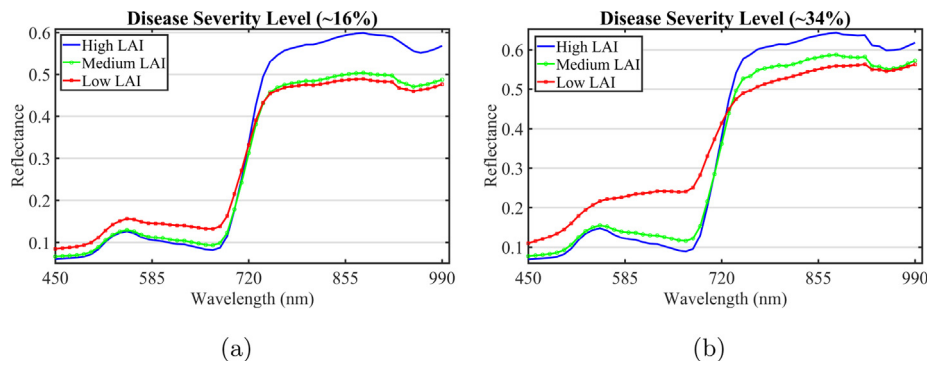 Disease Severity Level (~16%)
0.6
0.5
0.4
0.3
0.2
0.1
Reflectance
High LAI
Medium LAI
Low LAI
450
585
720
855
990
Wavelength (nm)
(a)
Disease Severity Level (~34%)
0.6
0.5
0.4
0.3
0.2
0.1
Reflectance
High LAI
Medium LAI
Low LAI
450
585
720
855
990
Wavelength (nm)
(b)